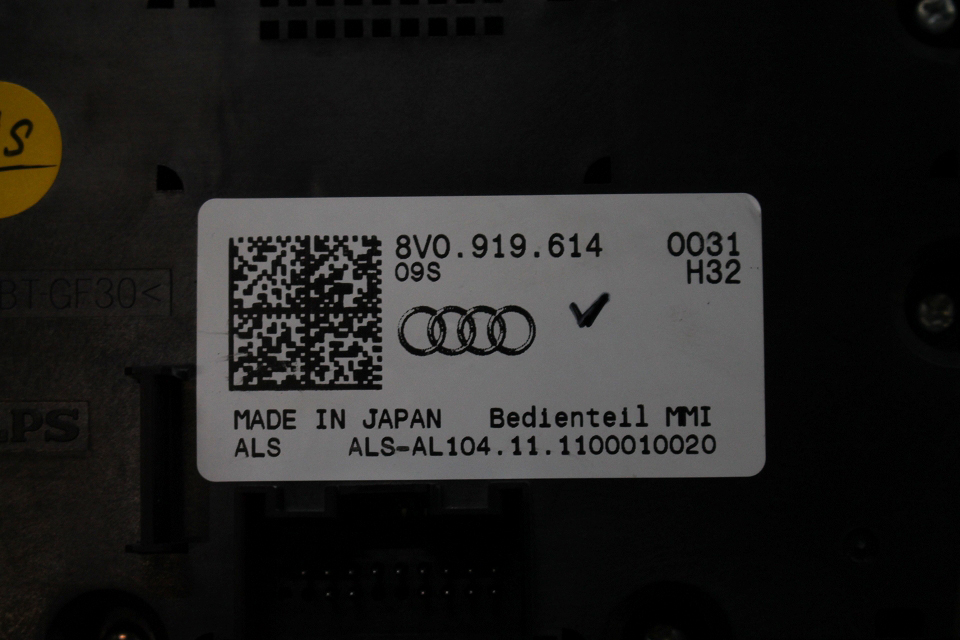 8V0.919.614 0031
09S H32
BT-GF30<
LPS
MADE IN JAPAN Bedienteil MMI
ALS ALS-AL104.11.1100010020